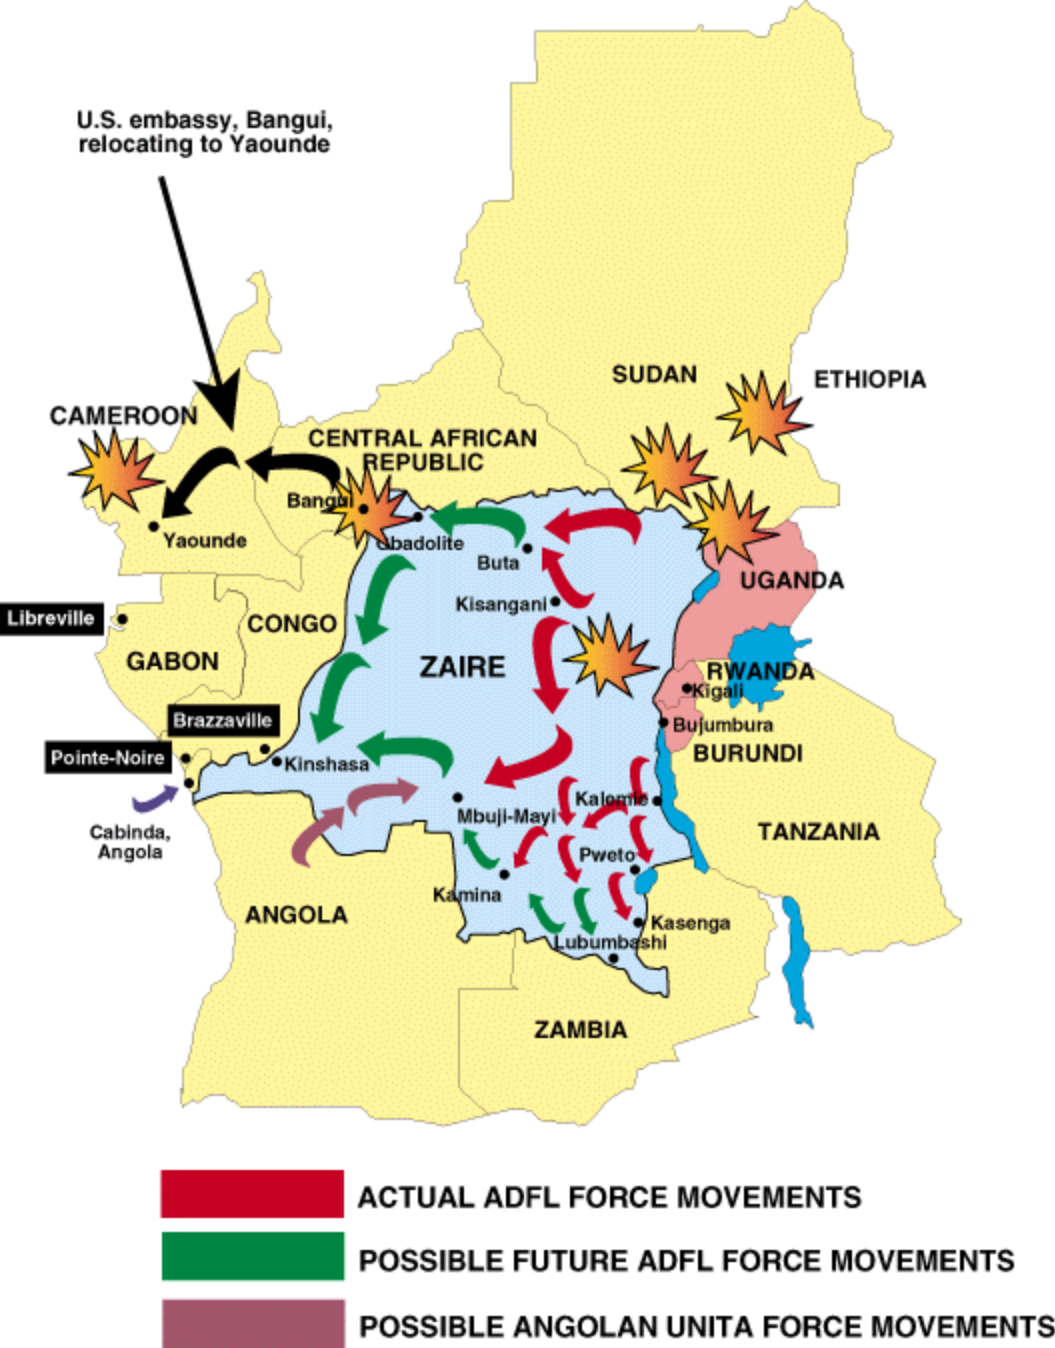 U.S. embassy, Bangui,
relocating to Yaounde
SUDAN
ETHIOPIA
CAMEROON
CENTRAL AFRICAN
REPUBLIC
Bangui
Yaounde
Gbadolite
Buta
UGANDA
Libreville
Kisangani
CONGO
GABON
ZAIRE
RWANDA
Kigali
Brazzaville
Bujumbura
Pointe-Noire
Kinshasa
BURUNDI
Kalemie
Mbuji-Mayi
Cabinda,
Angola
TANZANIA
Pweto
Kamina
ANGOLA
Kasenga
Lubumbashi
ZAMBIA
ACTUAL ADFL FORCE MOVEMENTS
POSSIBLE FUTURE ADFL FORCE MOVEMENTS
POSSIBLE ANGOLAN UNITA FORCE MOVEMENTS